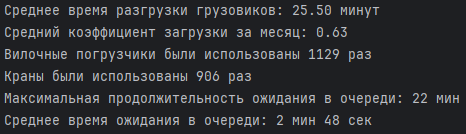 Среднее время разгрузки грузовиков: 25.50 минут
Средний коэффициент загрузки за месяц: 0.63
Вилочные погрузчики были использованы 1129 раз
Краны были использованы 906 раз
Максимальная продолжительность ожидания в очереди: 22 мин
Среднее время ожидания в очереди: 2 мин 48 сек